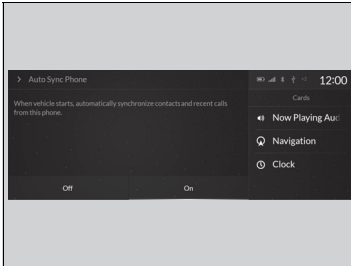 Auto Sync Phone
12:00
When vehicle starts, automatically synchronize contacts and recent calls
from this phone.
Off
On
Cards
Now Playing Aud
Navigation
Clock